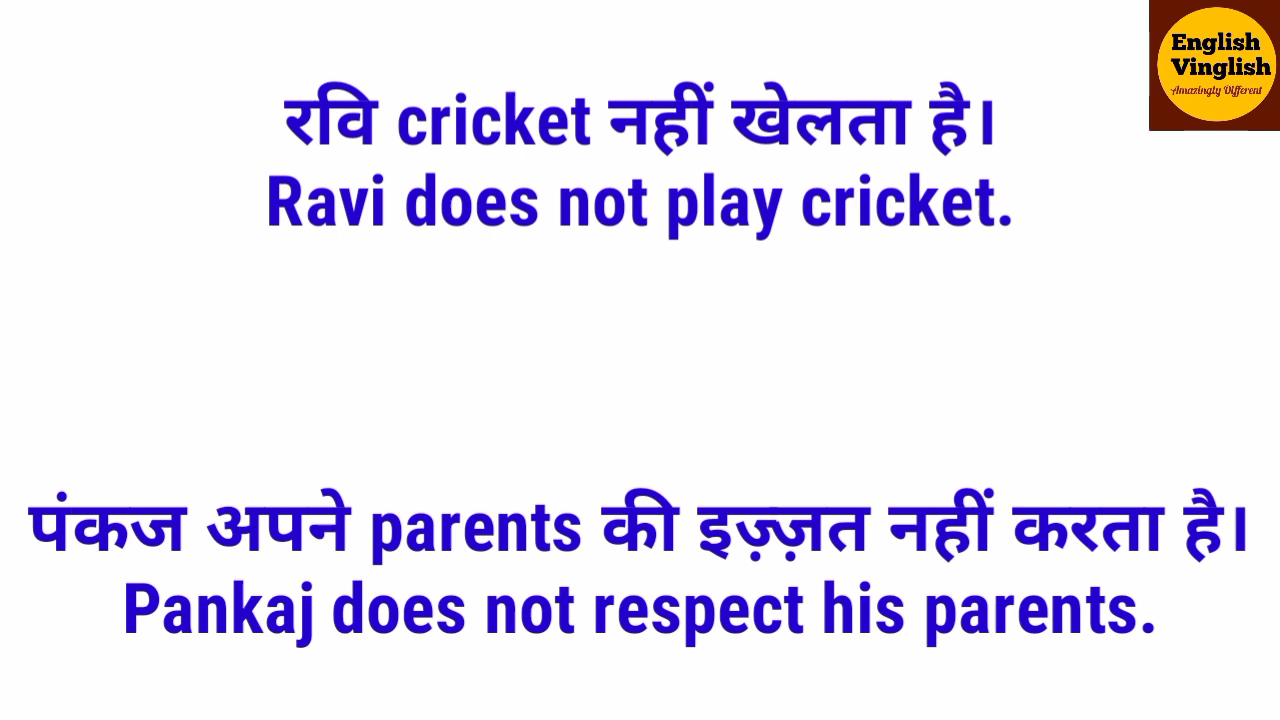 English
Vinglish
Amazingly Different
रवि cricket नहीं खेलता है।
Ravi does not play cricket.
पंकज अपने parents की इज़्ज़त नहीं करता है।
Pankaj does not respect his parents.